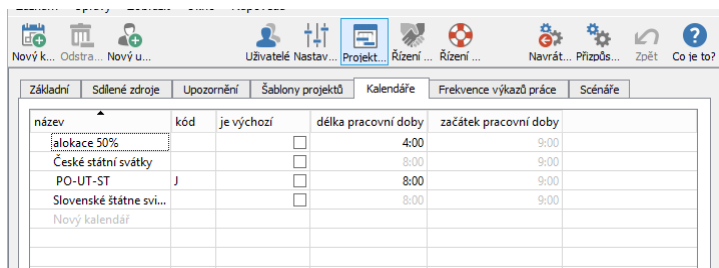 Nový k... Odstra... Nový u... Uživatelé Nastav... Projekt... Řízení ... Řízení ... Navrát... Přizpůs... Zpět Co je to?
Základní Sdílené zdroje Upozornění Šablony projektů Kalendáře Frekvence výkazů práce Scénáře
název kód je výchozí délka pracovní doby začátek pracovní doby
alokace 50% 4:00 9:00
České státní svátky 8:00 9:00
PO-UT-ST J 8:00 9:00
Slovenské štátne svi... 8:00 9:00
Nový kalendář